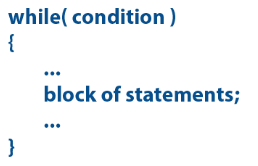 while( condition )
{
...
block of statements;
...
}